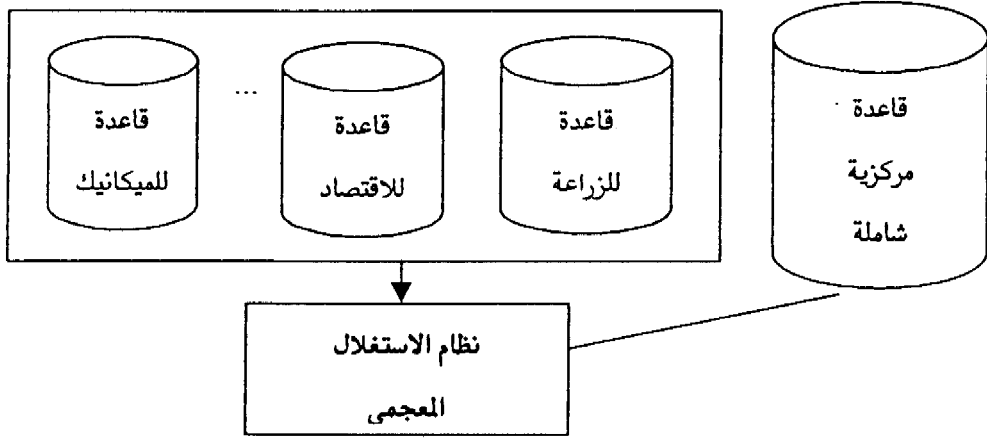 قاعدة
مركزية
شاملة
قاعدة
للزراعة
قاعدة
للاقتصاد
...
قاعدة
للميكانيك
نظام الاستغلال
المعجمي